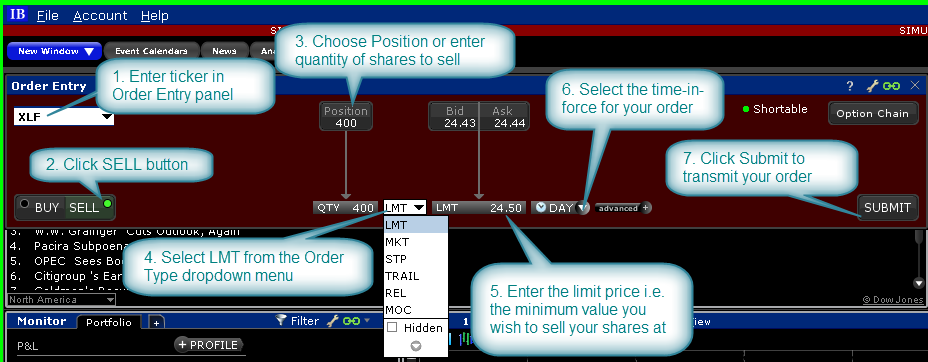 IB File Account Help
SI
SIMU
New Window
Event Calendars
News
An
3. Choose Position or enter
quantity of shares to sell
1. Enter ticker in
Order Entry panel
Order Entry
?
6. Select the time-in-
force for your order
XLF
Position
400
Bid Ask
24.43 24.44
Shortable
Option Chain
2. Click SELL button
7. Click Submit to
transmit your order
BUY SELL
QTY 400
LMT
LMT 24.50
DAY
advanced +
SUBMIT
LMT
MKT
STP
TRAIL
REL
MOC
Hidden
4. Select LMT from the Order
Type dropdown menu
5. Enter the limit price i.e.
the minimum value you
wish to sell your shares at
3. W.W. Grainger Cuts Outlook, Again
4. Pacira Subpoena
5. OPEC Sees Boo
6. Citigroup 's Ear
North America
© Dow Jones
Monitor
Portfolio
+
Filter
1
View
P&L
+ PROFILE